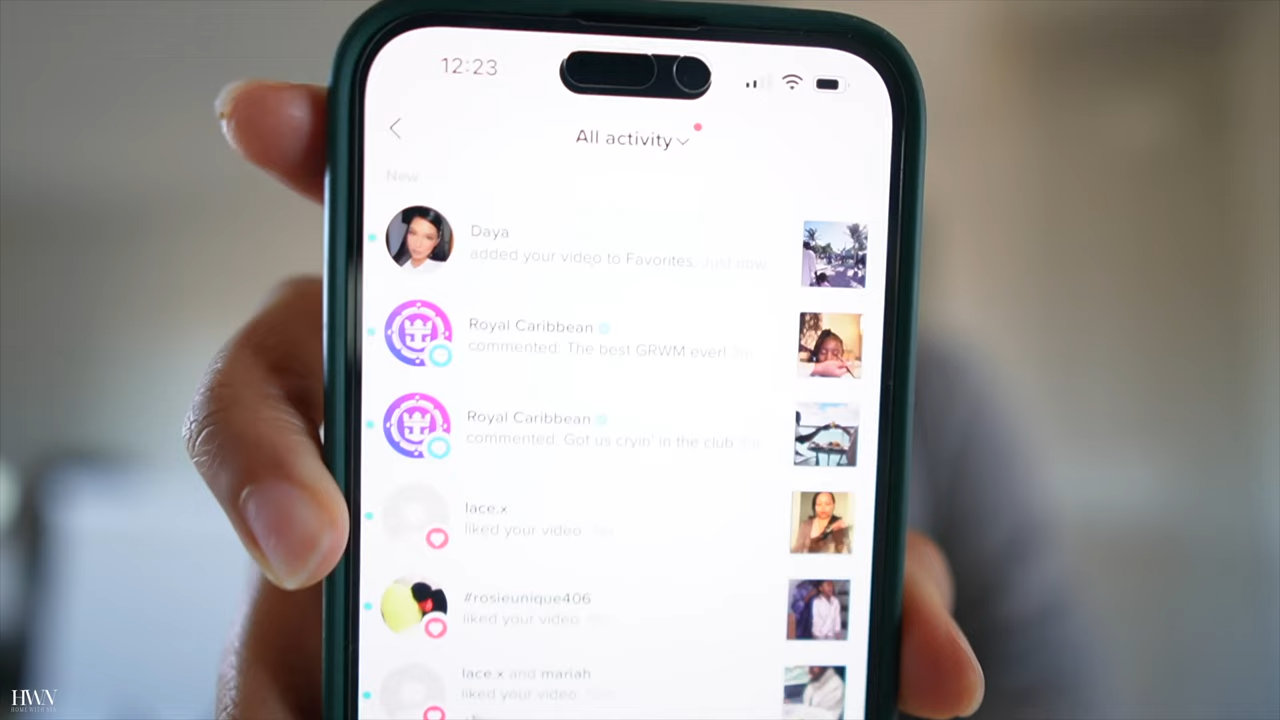 12:23
All activity
New
Daya
added your video to Favorites. Just now
Royal Caribbean
commented: The best GRWM ever!
Royal Caribbean
commented: Got us cryin' in the club
lace.x
liked your video.
#rosieunique406
liked your video.
lace.x and mariah
liked your video.
HWN